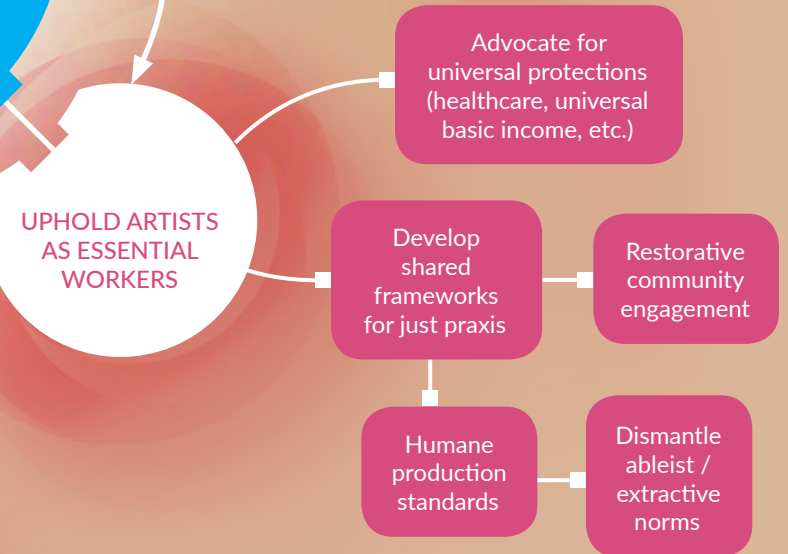 Advocate for
universal protections
(healthcare, universal
basic income, etc.)
UPHOLD ARTISTS
AS ESSENTIAL
WORKERS
Develop
shared
frameworks
for just praxis
Restorative
community
engagement
Humane
production
standards
Dismantle
ableist /
extractive
norms